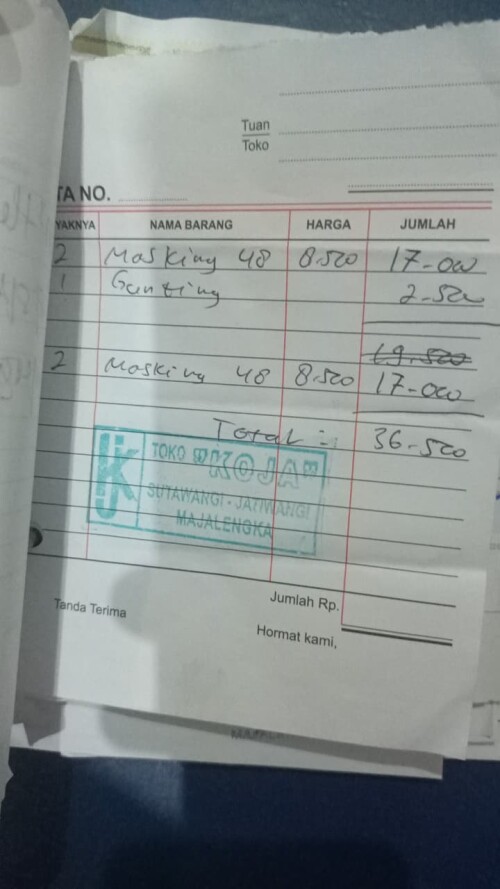 Tuan
Toko
TA NO.
YAKNYA NAMA BARANG HARGA JUMLAH
2 Masking 48 8.500 17.000
1 Gunting 2.500
19.500
2 Masking 48 8.500 17.000
Total = 36.500
TOKO "KOJA"
SUTAWANGI - JATIWANGI
MAJALENGKA
Jumlah Rp.
Tanda Terima
Hormat kami,